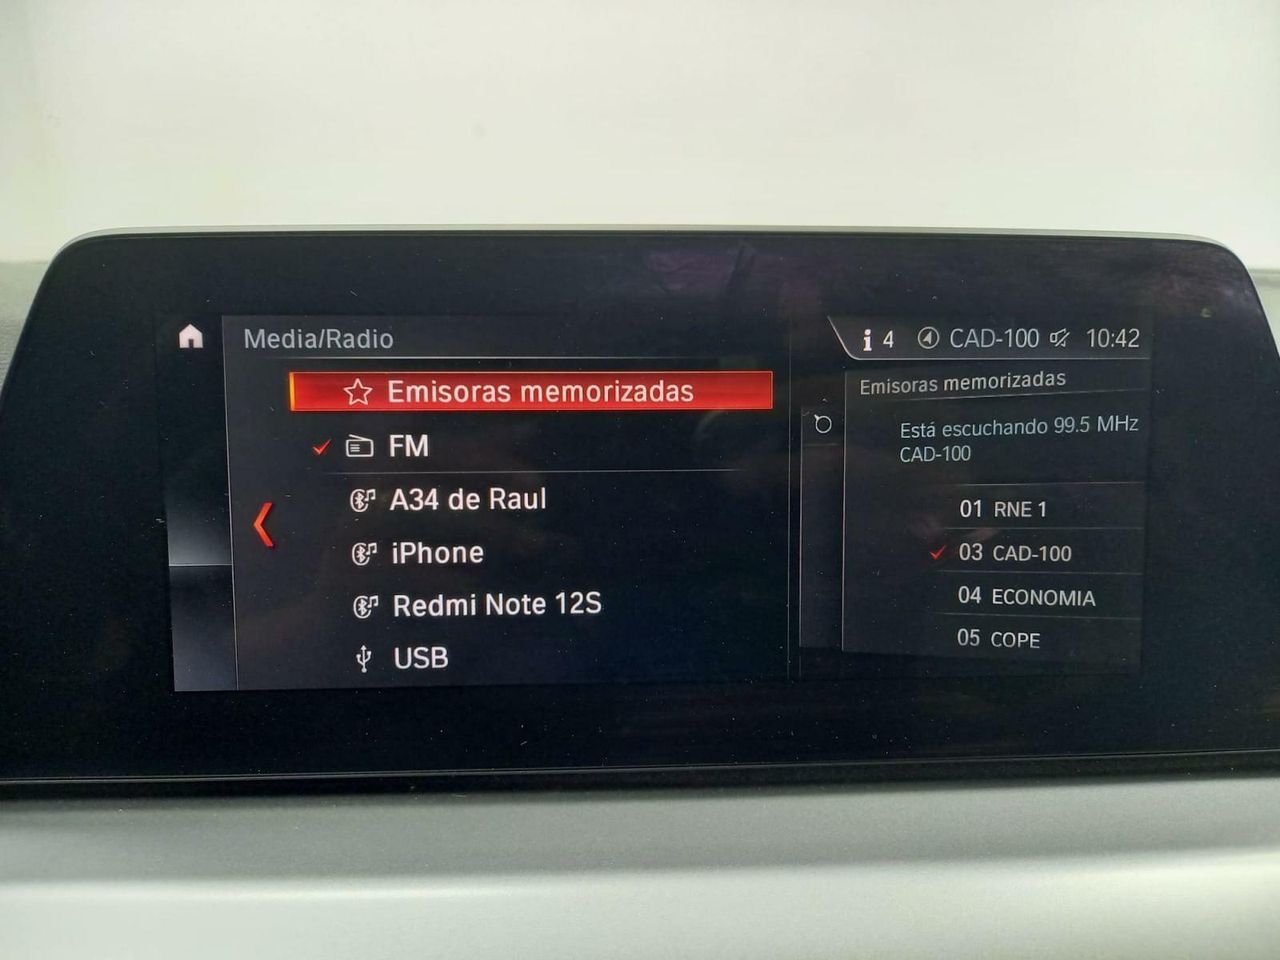 Media/Radio
i 4 CAD-100 10:42
Emisoras memorizadas
FM
A34 de Raul
iPhone
Redmi Note 12S
USB
Emisoras memorizadas
Está escuchando 99.5 MHz
CAD-100
01 RNE 1
03 CAD-100
04 ECONOMIA
05 COPE